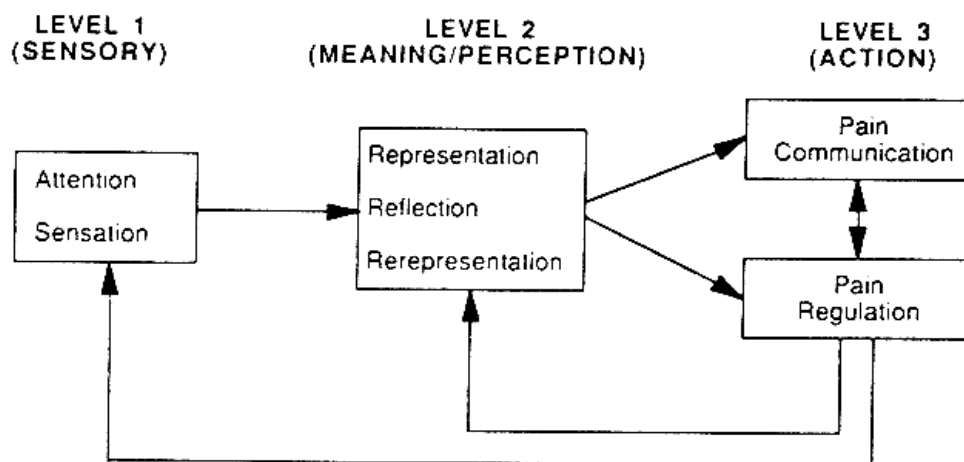 LEVEL 1
(SENSORY)
LEVEL 2
(MEANING/PERCEPTION)
LEVEL 3
(ACTION)
Attention
Sensation
Representation
Reflection
Rerepresentation
Pain
Communication
Pain
Regulation